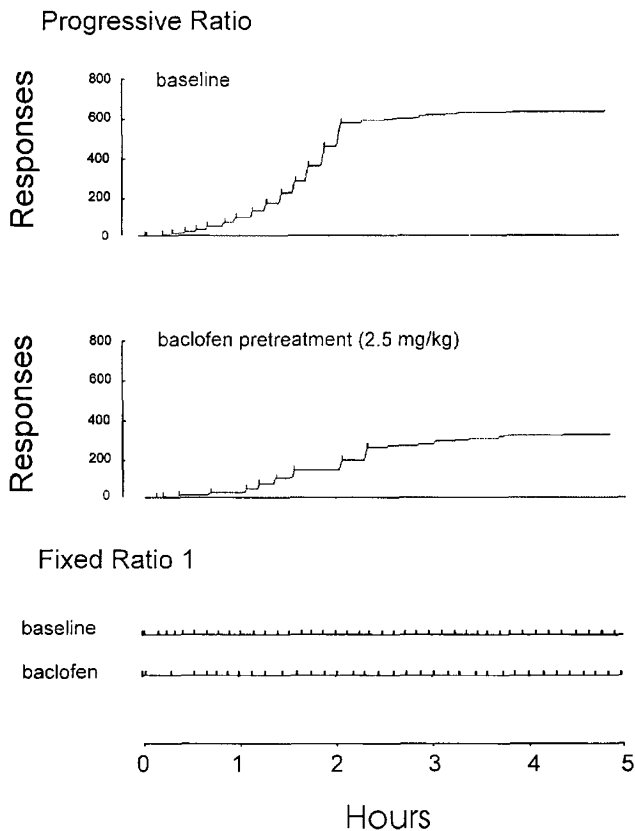 Progressive Ratio
Responses
800
600
400
200
0
baseline
Responses
800
600
400
200
0
baclofen pretreatment (2.5 mg/kg)
Fixed Ratio 1
baseline
baclofen
0 1 2 3 4 5
Hours